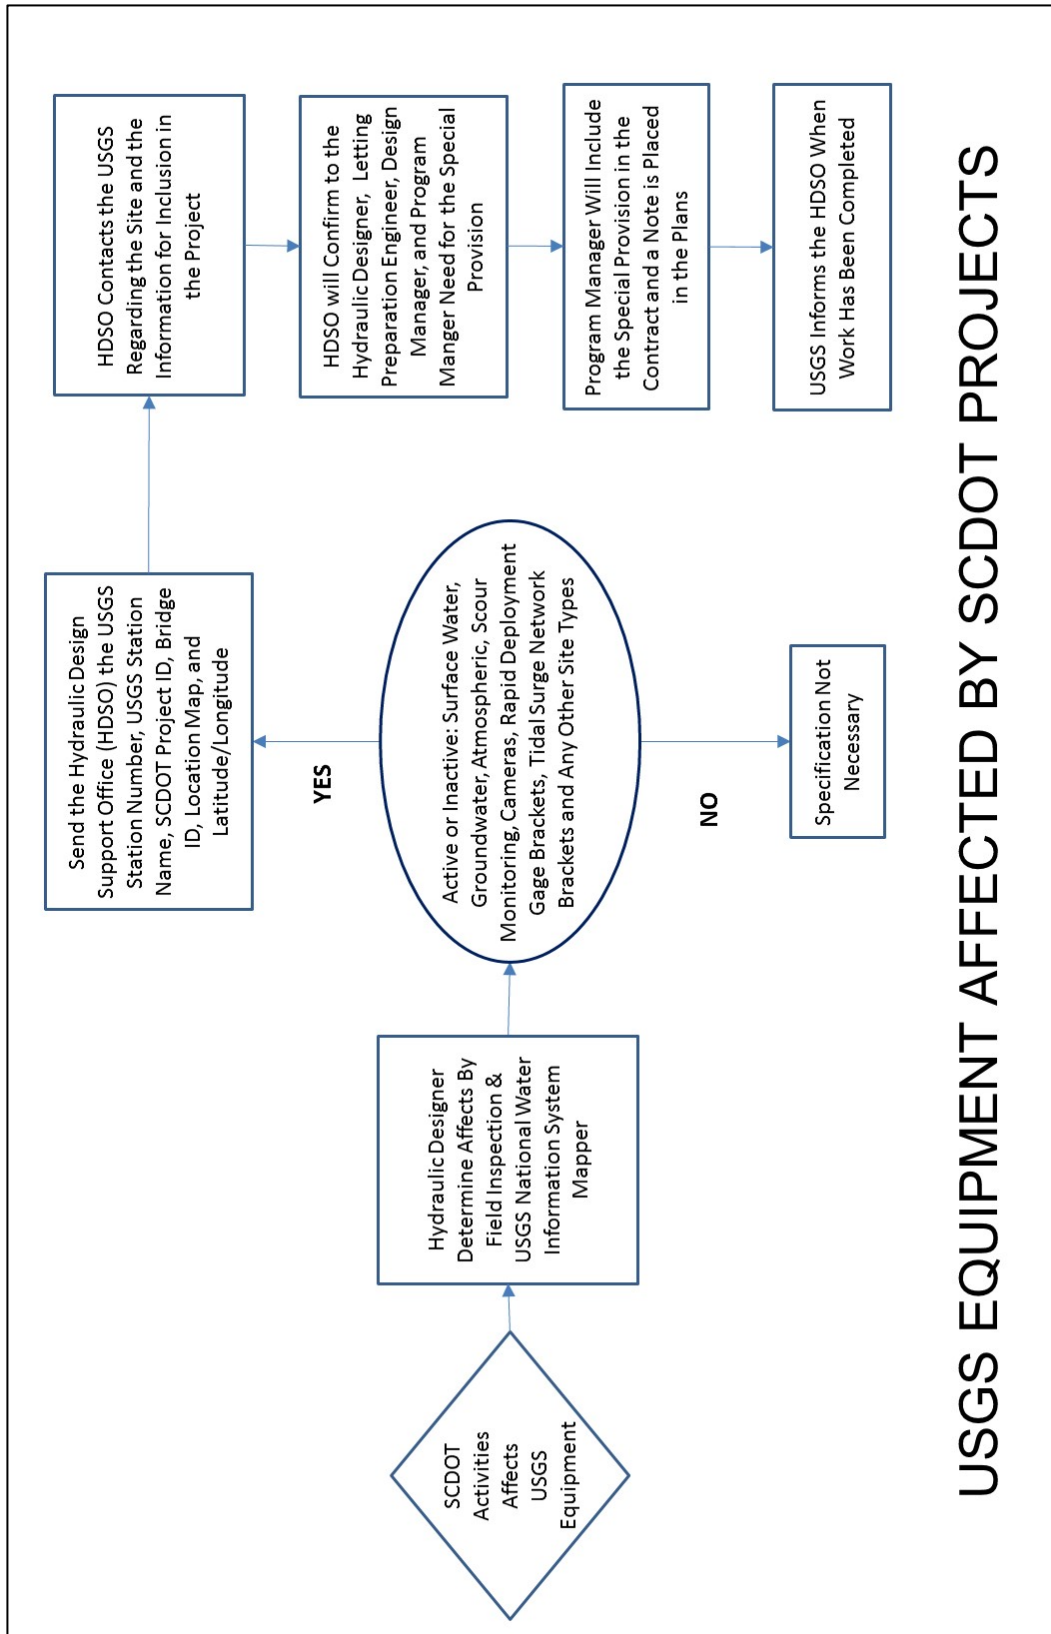 SCDOT
Activities
Affects
USGS
Equipment
Hydraulic Designer
Determine Affects By
Field Inspection &
USGS National Water
Information System
Mapper
Active or Inactive: Surface Water,
Groundwater, Atmospheric, Scour
Monitoring, Cameras, Rapid Deployment
Gage Brackets, Tidal Surge Network
Brackets and Any Other Site Types
YES
Send the Hydraulic Design
Support Office (HDSO) the USGS
Station Number, USGS Station
Name, SCDOT Project ID, Bridge
ID, Location Map, and
Latitude/Longitude
NO
Specification Not
Necessary
HDSO Contacts the USGS
Regarding the Site and the
Information for Inclusion in
the Project
HDSO will Confirm to the
Hydraulic Designer, Letting
Preparation Engineer, Design
Manager, and Program
Manger Need for the Special
Provision
Program Manager Will Include
the Special Provision in the
Contract and a Note is Placed
in the Plans
USGS Informs the HDSO When
Work Has Been Completed
USGS EQUIPMENT AFFECTED BY SCDOT PROJECTS